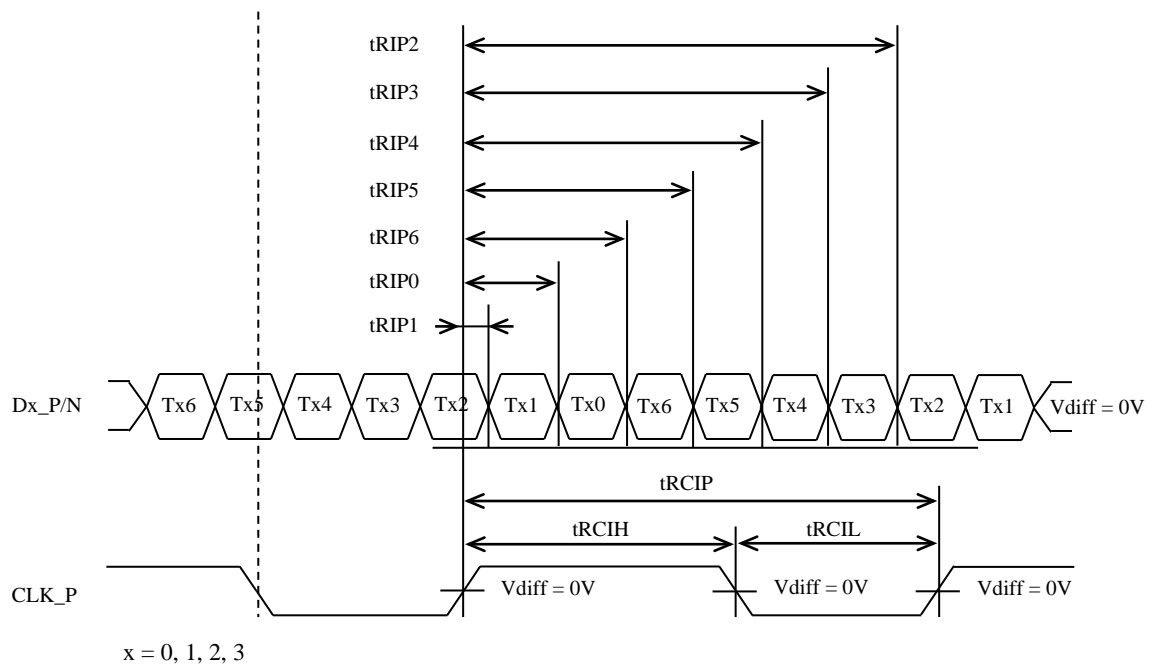 tRIP2
tRIP3
tRIP4
tRIP5
tRIP6
tRIP0
tRIP1
Dx_P/N Tx6 Tx5 Tx4 Tx3 Tx2 Tx1 Tx0 Tx6 Tx5 Tx4 Tx3 Tx2 Tx1 Vdiff = 0V
tRCIP
tRCIH tRCIL
CLK_P Vdiff = 0V Vdiff = 0V Vdiff = 0V
x = 0, 1, 2, 3